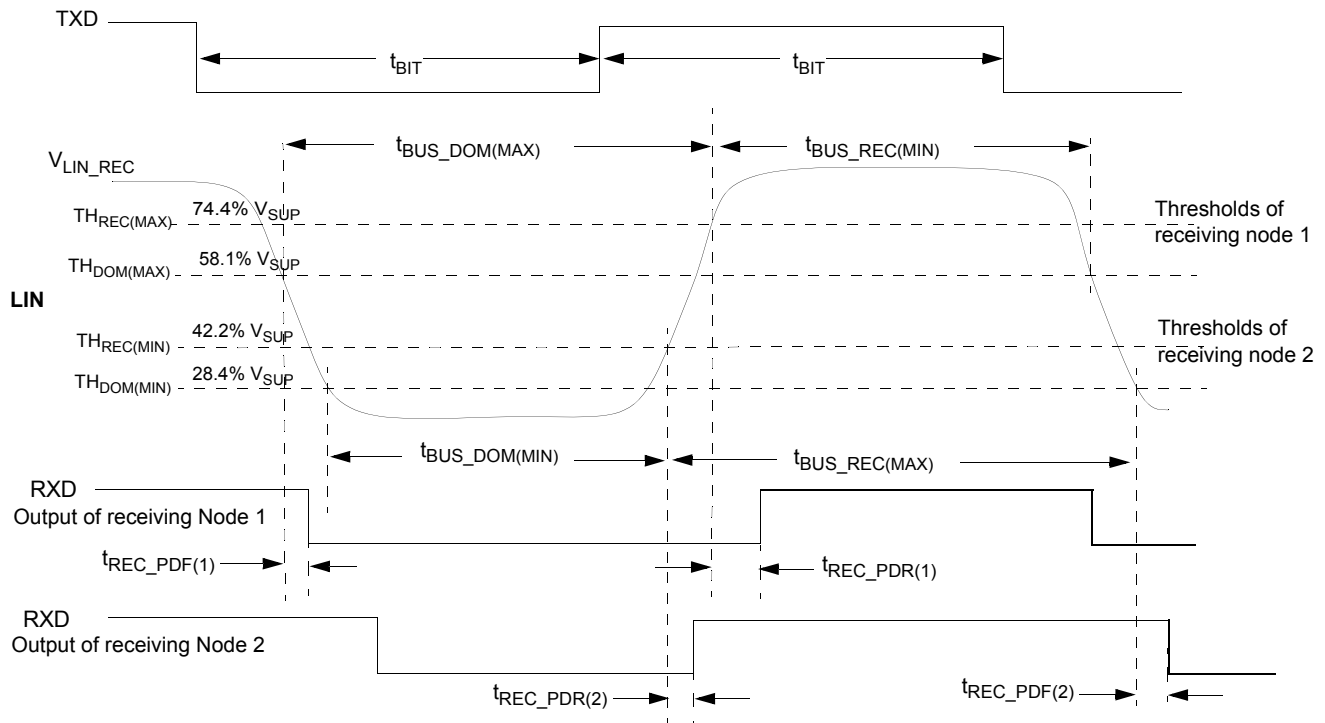 TXD
tBIT tBIT
tBUS_DOM(MAX) tBUS_REC(MIN)
VLIN_REC
THREC(MAX) 74.4% VSUP
Thresholds of
receiving node 1
THDOM(MAX) 58.1% VSUP
LIN
THREC(MIN) 42.2% VSUP
Thresholds of
receiving node 2
THDOM(MIN) 28.4% VSUP
tBUS_DOM(MIN) tBUS_REC(MAX)
RXD
Output of receiving Node 1
tREC_PDF(1) tREC_PDR(1)
RXD
Output of receiving Node 2
tREC_PDR(2) tREC_PDF(2)